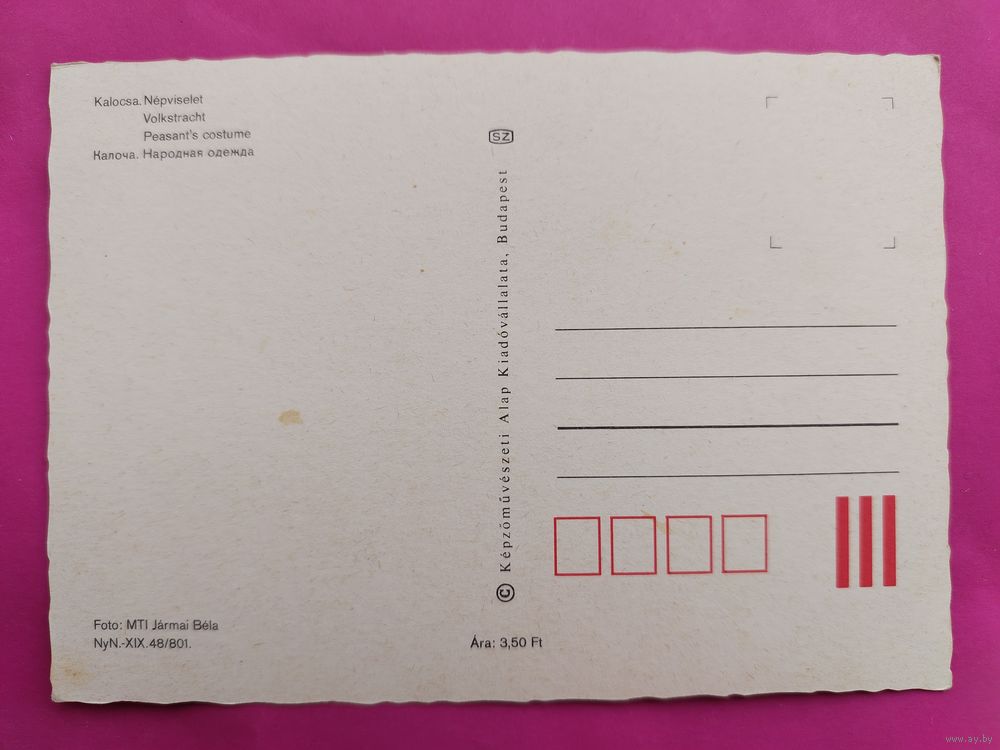 Kalocsa. Népviselet
Volkstracht
Peasant's costume
Калоча. Народная одежда
SZ
© Képzőművészeti Alap Kiadóvállalata, Budapest
Foto: MTI Jármai Béla
NyN.-XIX.48/801.
Ára: 3,50 Ft
www.ay.by